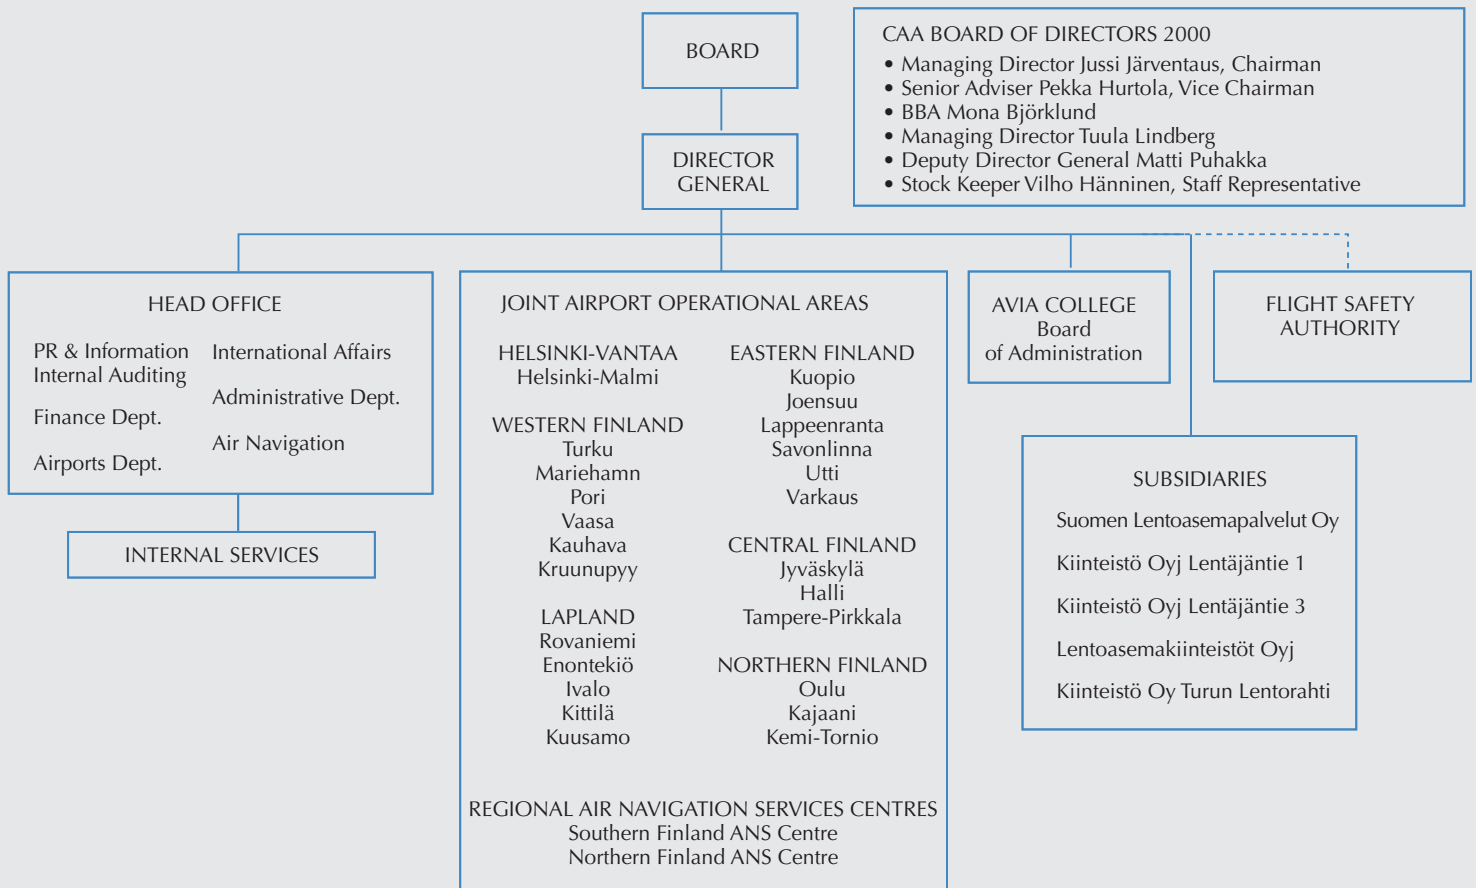 BOARD
CAA BOARD OF DIRECTORS 2000
• Managing Director Jussi Järventaus, Chairman
• Senior Adviser Pekka Hurtola, Vice Chairman
• BBA Mona Björklund
• Managing Director Tuula Lindberg
• Deputy Director General Matti Puhakka
• Stock Keeper Vilho Hänninen, Staff Representative
DIRECTOR
GENERAL
HEAD OFFICE
PR & Information
Internal Auditing
Finance Dept.
Airports Dept.
International Affairs
Administrative Dept.
Air Navigation
INTERNAL SERVICES
JOINT AIRPORT OPERATIONAL AREAS
HELSINKI-VANTAA
Helsinki-Malmi
WESTERN FINLAND
Turku
Mariehamn
Pori
Vaasa
Kauhava
Kruunupyy
LAPLAND
Rovaniemi
Enontekiö
Ivalo
Kittilä
Kuusamo
EASTERN FINLAND
Kuopio
Joensuu
Lappeenranta
Savonlinna
Utti
Varkaus
CENTRAL FINLAND
Jyväskylä
Halli
Tampere-Pirkkala
NORTHERN FINLAND
Oulu
Kajaani
Kemi-Tornio
REGIONAL AIR NAVIGATION SERVICES CENTRES
Southern Finland ANS Centre
Northern Finland ANS Centre
AVIA COLLEGE
Board
of Administration
FLIGHT SAFETY
AUTHORITY
SUBSIDIARIES
Suomen Lentoasemapalvelut Oy
Kiinteistö Oyj Lentäjäntie 1
Kiinteistö Oyj Lentäjäntie 3
Lentoasemakiinteistöt Oyj
Kiinteistö Oy Turun Lentorahti